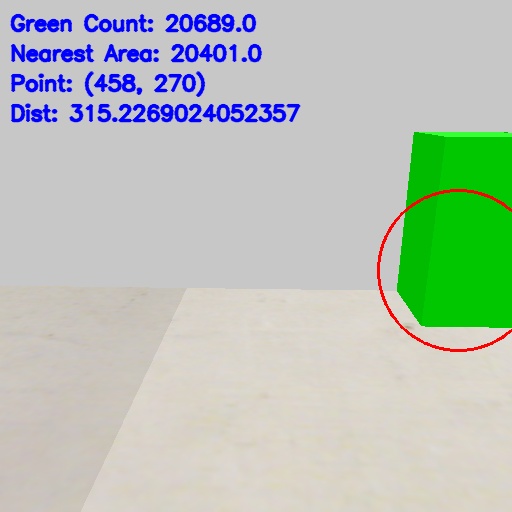 Green Count: 20689.0
Nearest Area: 20401.0
Point: (458, 270)
Dist: 315.2269024052357